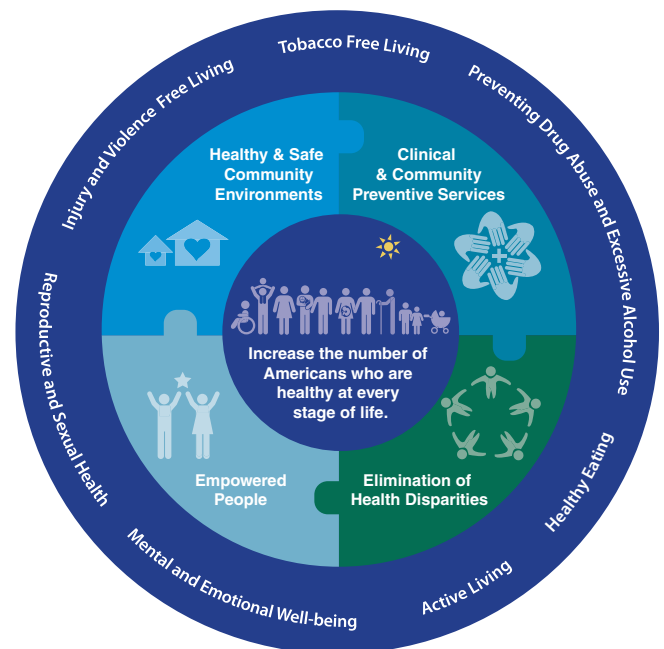 Tobacco Free Living
Preventing Drug Abuse and Excessive Alcohol Use
Healthy Eating
Active Living
Mental and Emotional Well-being
Reproductive and Sexual Health
Injury and Violence Free Living
Healthy & Safe
Community
Environments
Clinical
& Community
Preventive Services
Elimination of
Health Disparities
Empowered
People
Increase the number of
Americans who are
healthy at every
stage of life.